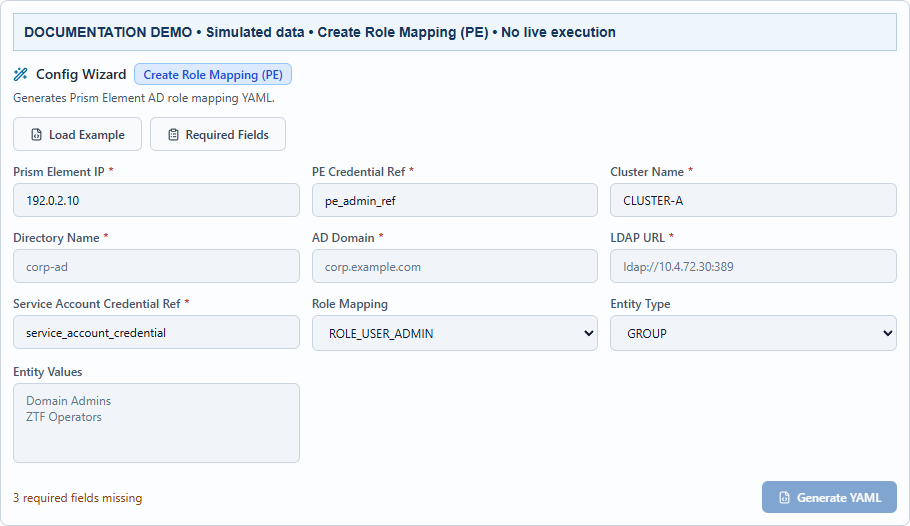 DOCUMENTATION DEMO • Simulated data • Create Role Mapping (PE) • No live execution
Config Wizard Create Role Mapping (PE)
Generates Prism Element AD role mapping YAML.
Load Example Required Fields
Prism Element IP * PE Credential Ref * Cluster Name *
192.0.2.10 pe_admin_ref CLUSTER-A
Directory Name * AD Domain * LDAP URL *
corp-ad corp.example.com ldap://10.4.72.30:389
Service Account Credential Ref * Role Mapping Entity Type
service_account_credential ROLE_USER_ADMIN GROUP
Entity Values
Domain Admins
ZTF Operators
3 required fields missing Generate YAML